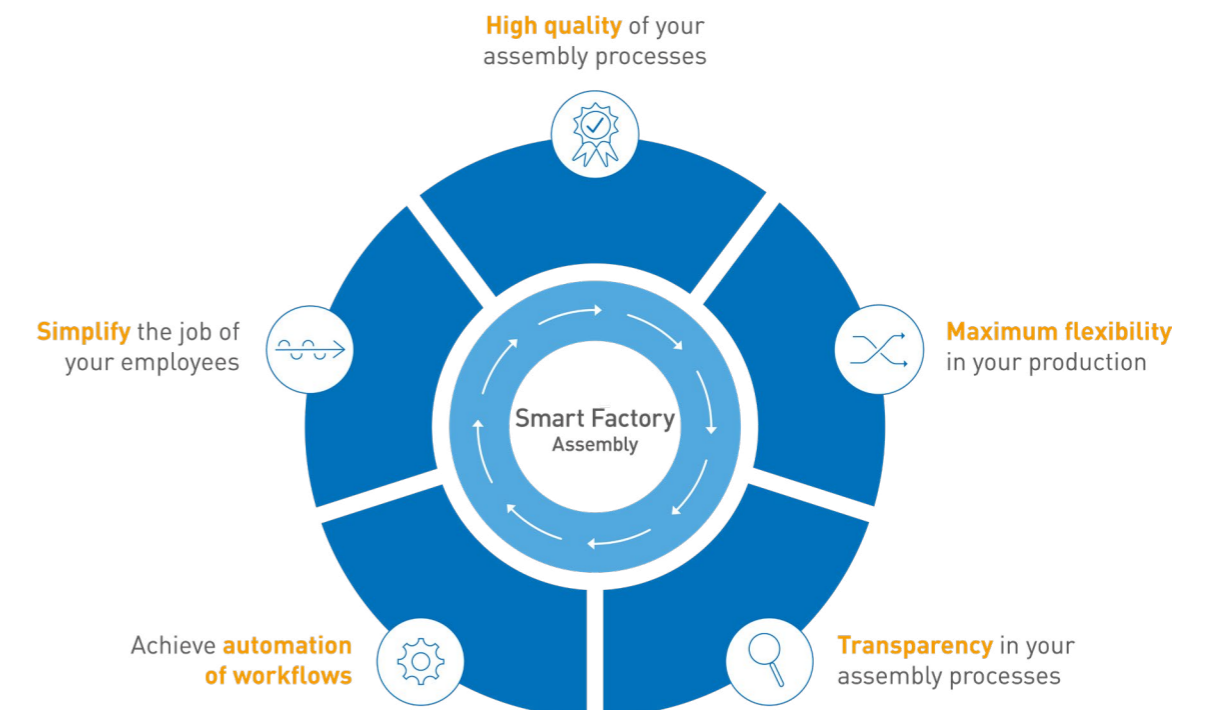 High quality of your
assembly processes
Simplify the job of
your employees
Maximum flexibility
in your production
Smart Factory
Assembly
Achieve automation
of workflows
Transparency in your
assembly processes